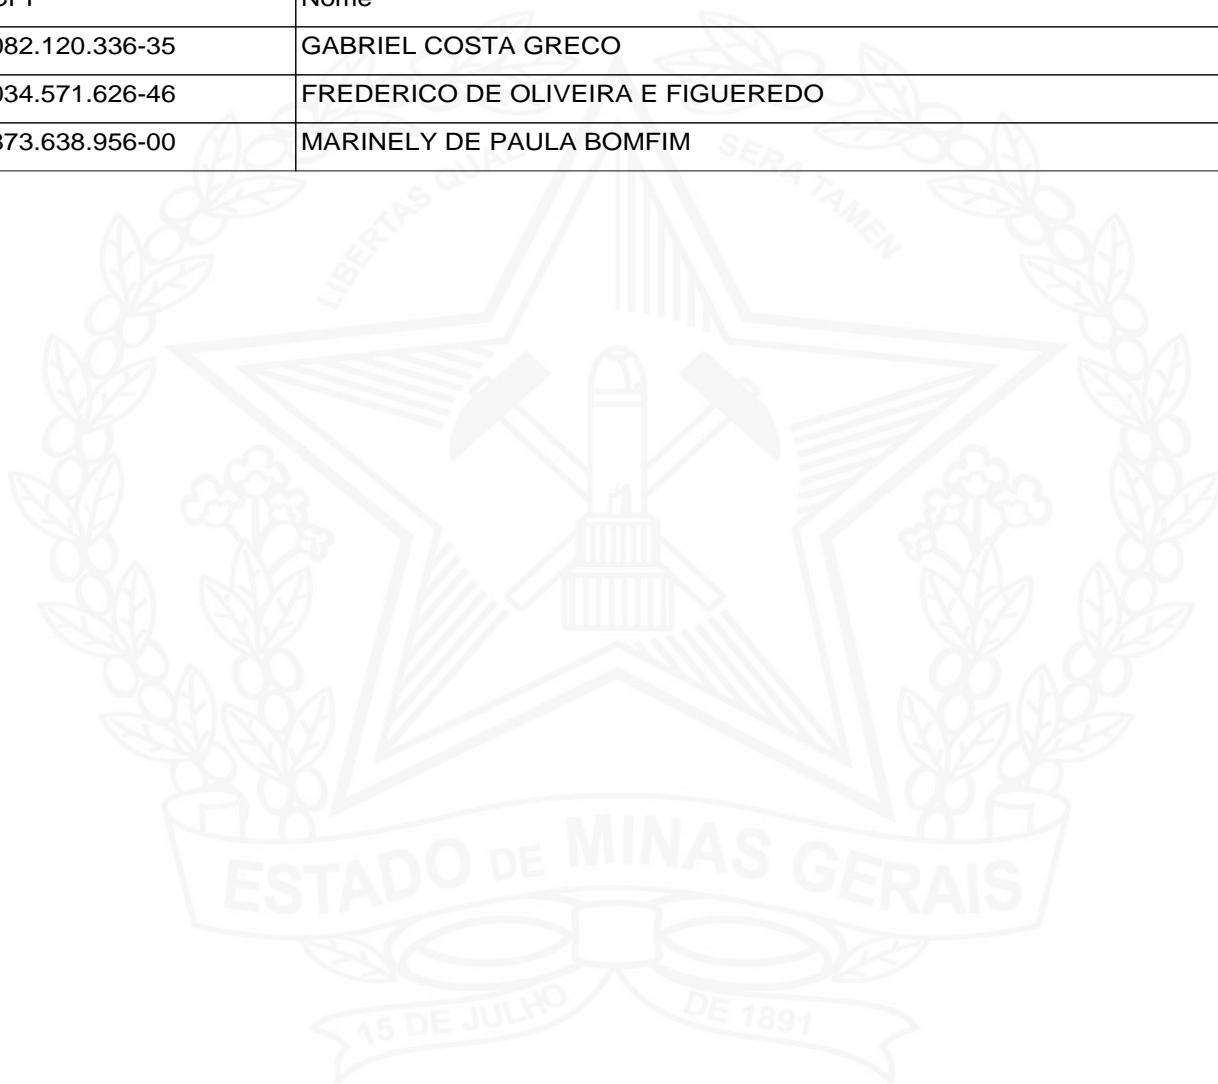 Nome
082.120.336-35 GABRIEL COSTA GRECO
034.571.626-46 FREDERICO DE OLIVEIRA E FIGUEREDO
873.638.956-00 MARINELY DE PAULA BOMFIM
LIBERTAS QUAE SERA TAMEN
ESTADO DE MINAS GERAIS
15 DE JULHO DE 1891